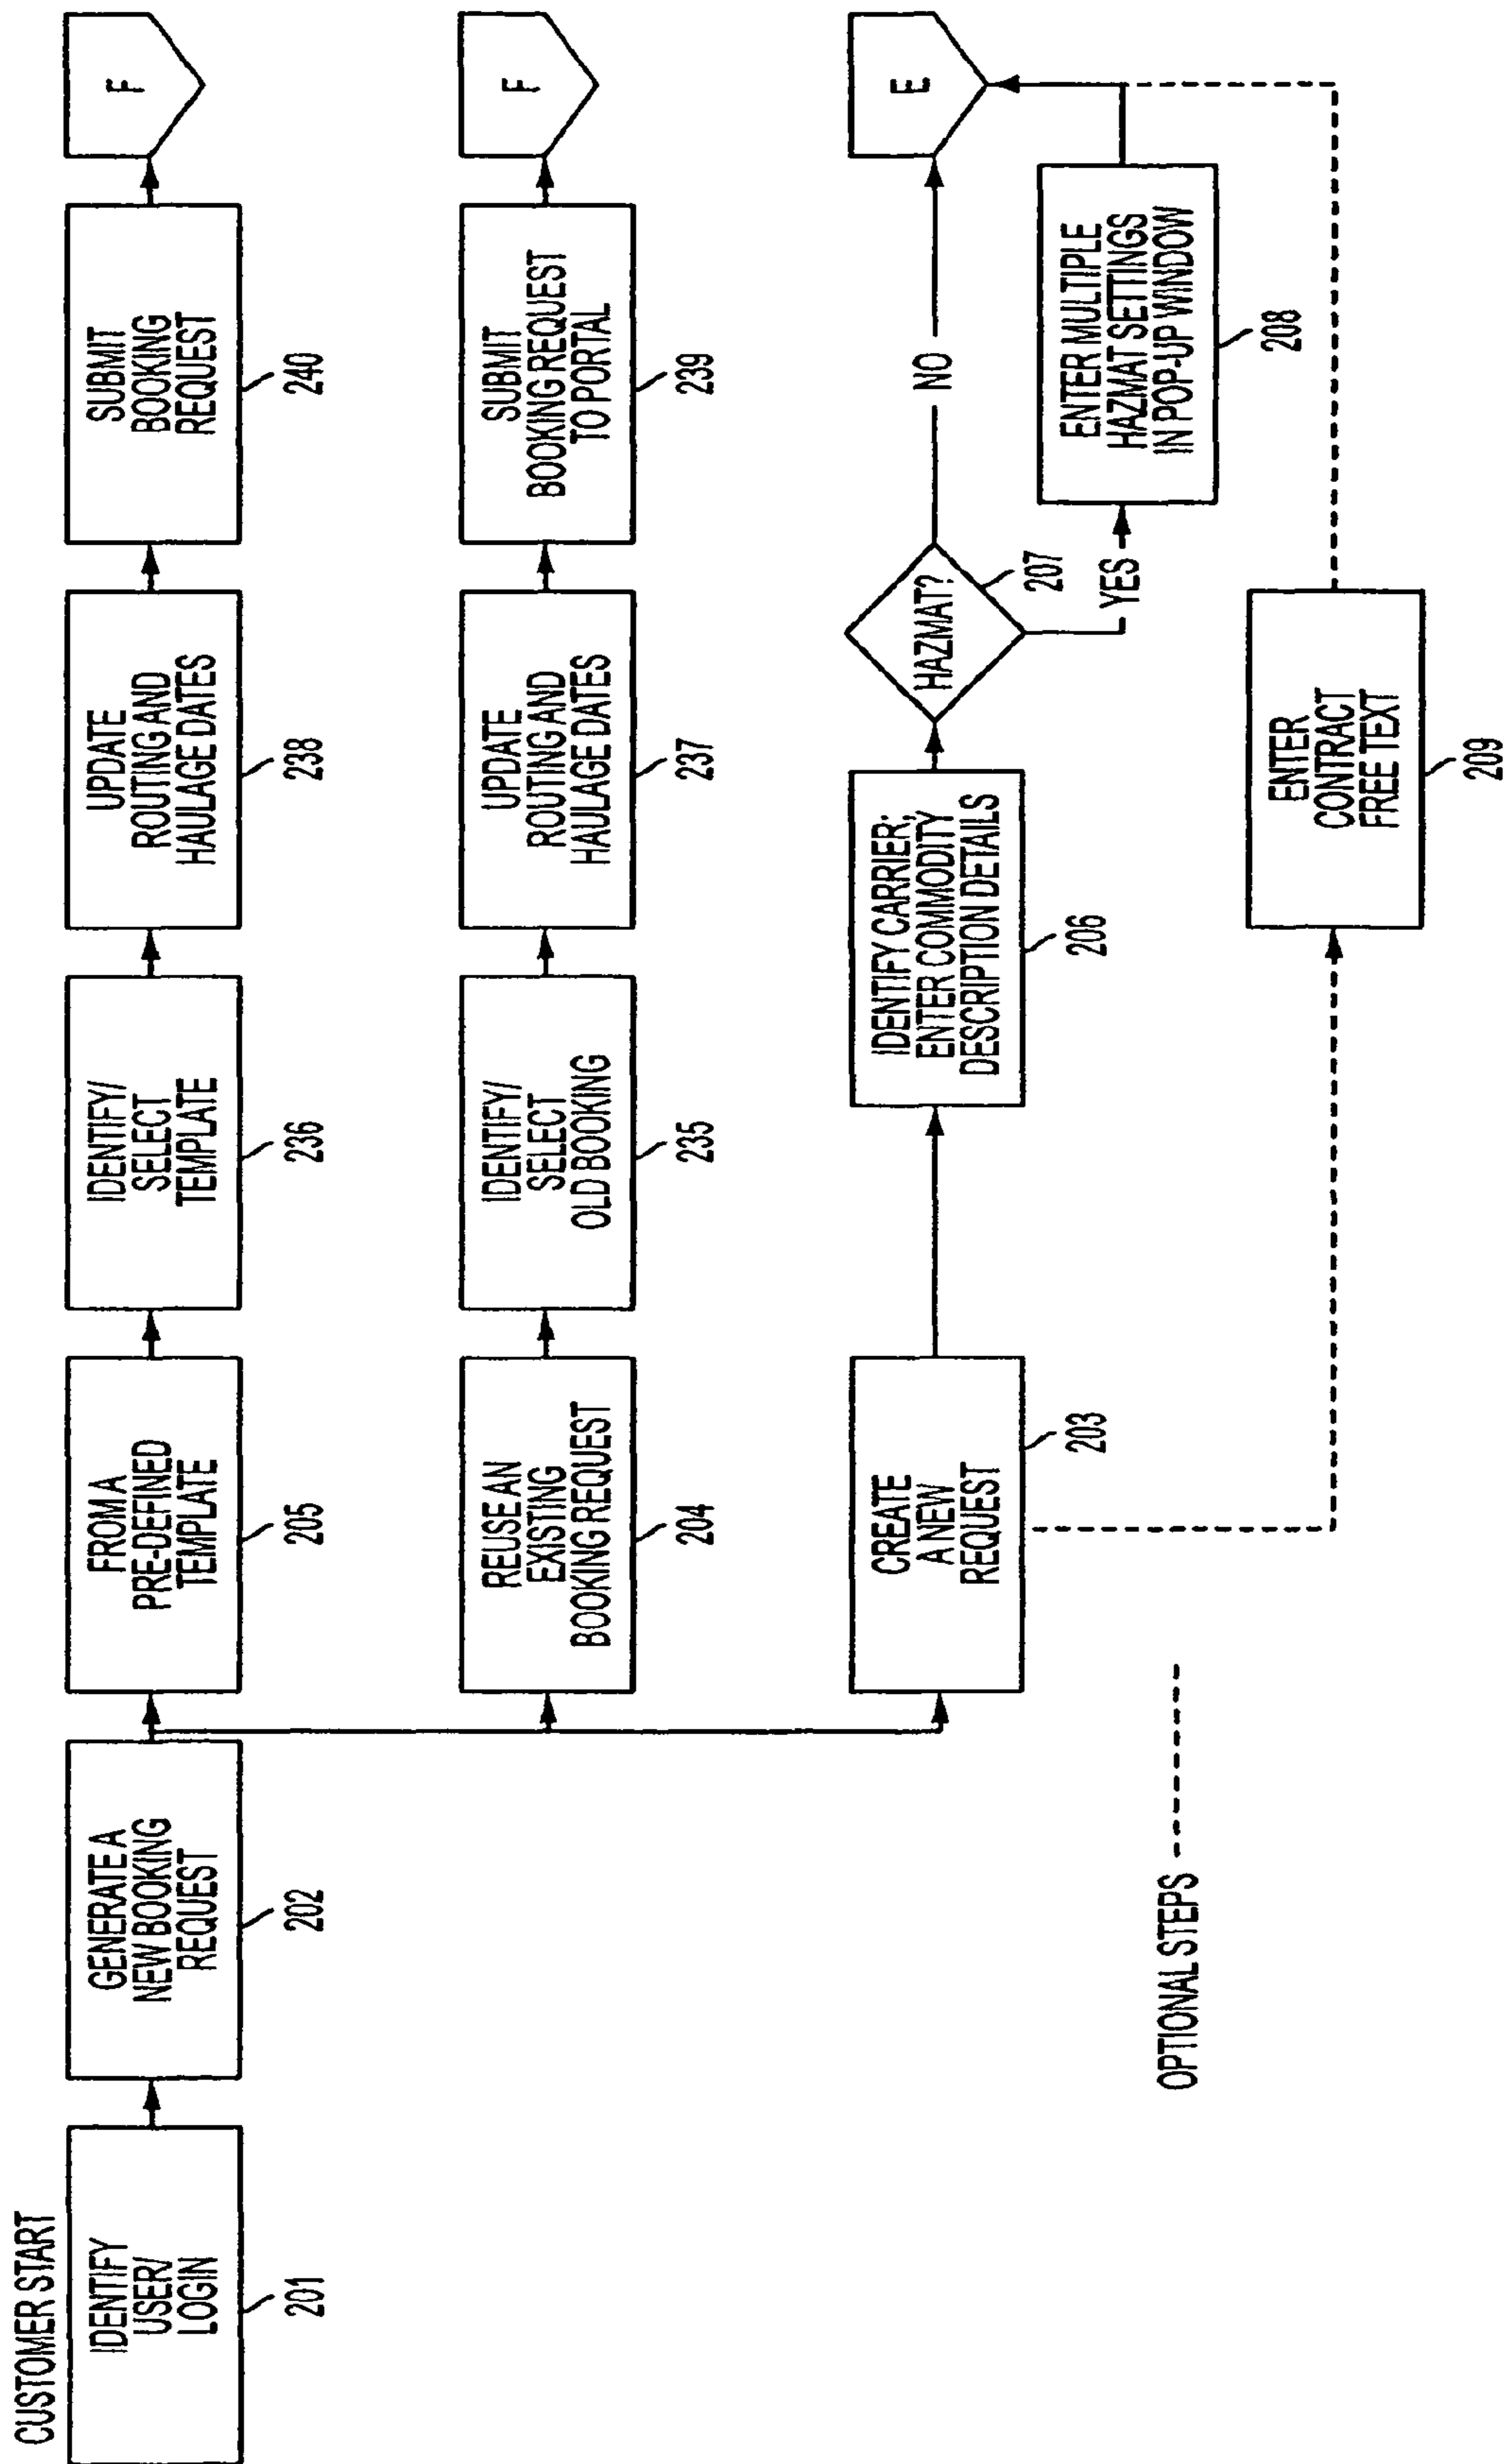 CUSTOMER START
IDENTIFY
USER/
LOGIN
201
GENERATE A
NEW BOOKING
REQUEST
202
FROM A
PRE-DEFINED
TEMPLATE
205
IDENTIFY/
SELECT
TEMPLATE
236
UPDATE
ROUTING AND
HAULAGE DATES
238
SUBMIT
BOOKING
REQUEST
240
F
REUSE AN
EXISTING
BOOKING REQUEST
204
IDENTIFY/
SELECT
OLD BOOKING
235
UPDATE
ROUTING AND
HAULAGE DATES
237
SUBMIT
BOOKING REQUEST
TO PORTAL
239
F
CREATE
A NEW
REQUEST
203
IDENTIFY CARRIER;
ENTER COMMODITY
DESCRIPTION DETAILS
206
HAZMAT?
207
NO
YES
E
ENTER MULTIPLE
HAZMAT SETTINGS
IN POP-UP WINDOW
208
ENTER
CONTRACT
FREE TEXT
209
OPTIONAL STEPS